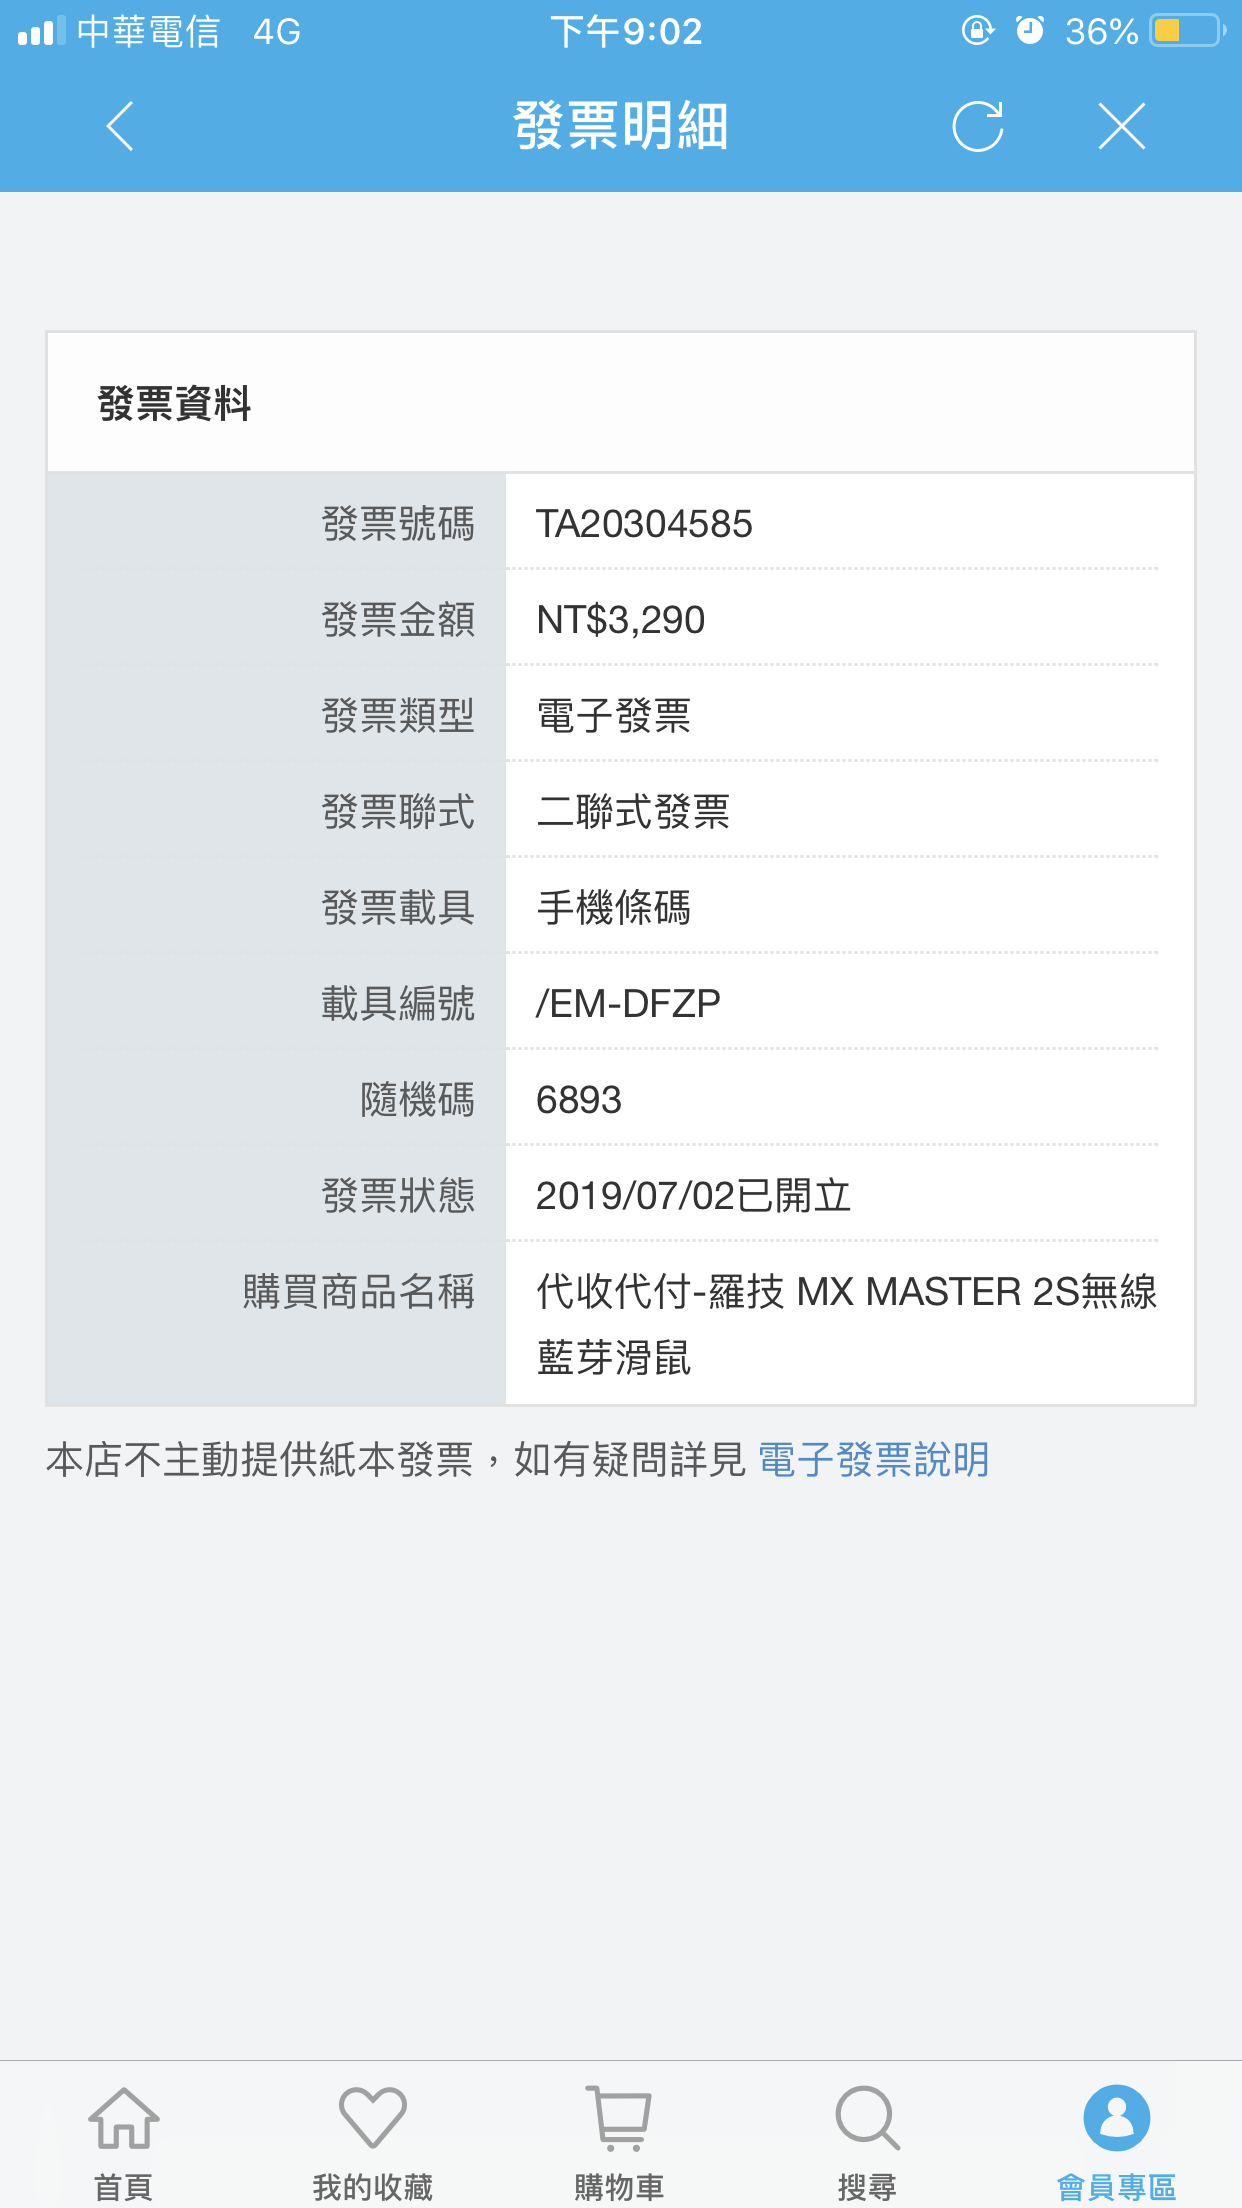 中華電信 4G 下午9:02 36%
發票明細
發票資料
發票號碼 TA20304585
發票金額 NT$3,290
發票類型 電子發票
發票聯式 二聯式發票
發票載具 手機條碼
載具編號 /EM-DFZP
隨機碼 6893
發票狀態 2019/07/02已開立
購買商品名稱 代收代付-羅技 MX MASTER 2S無線
藍芽滑鼠
本店不主動提供紙本發票，如有疑問詳見 電子發票說明
首頁 我的收藏 購物車 搜尋 會員專區